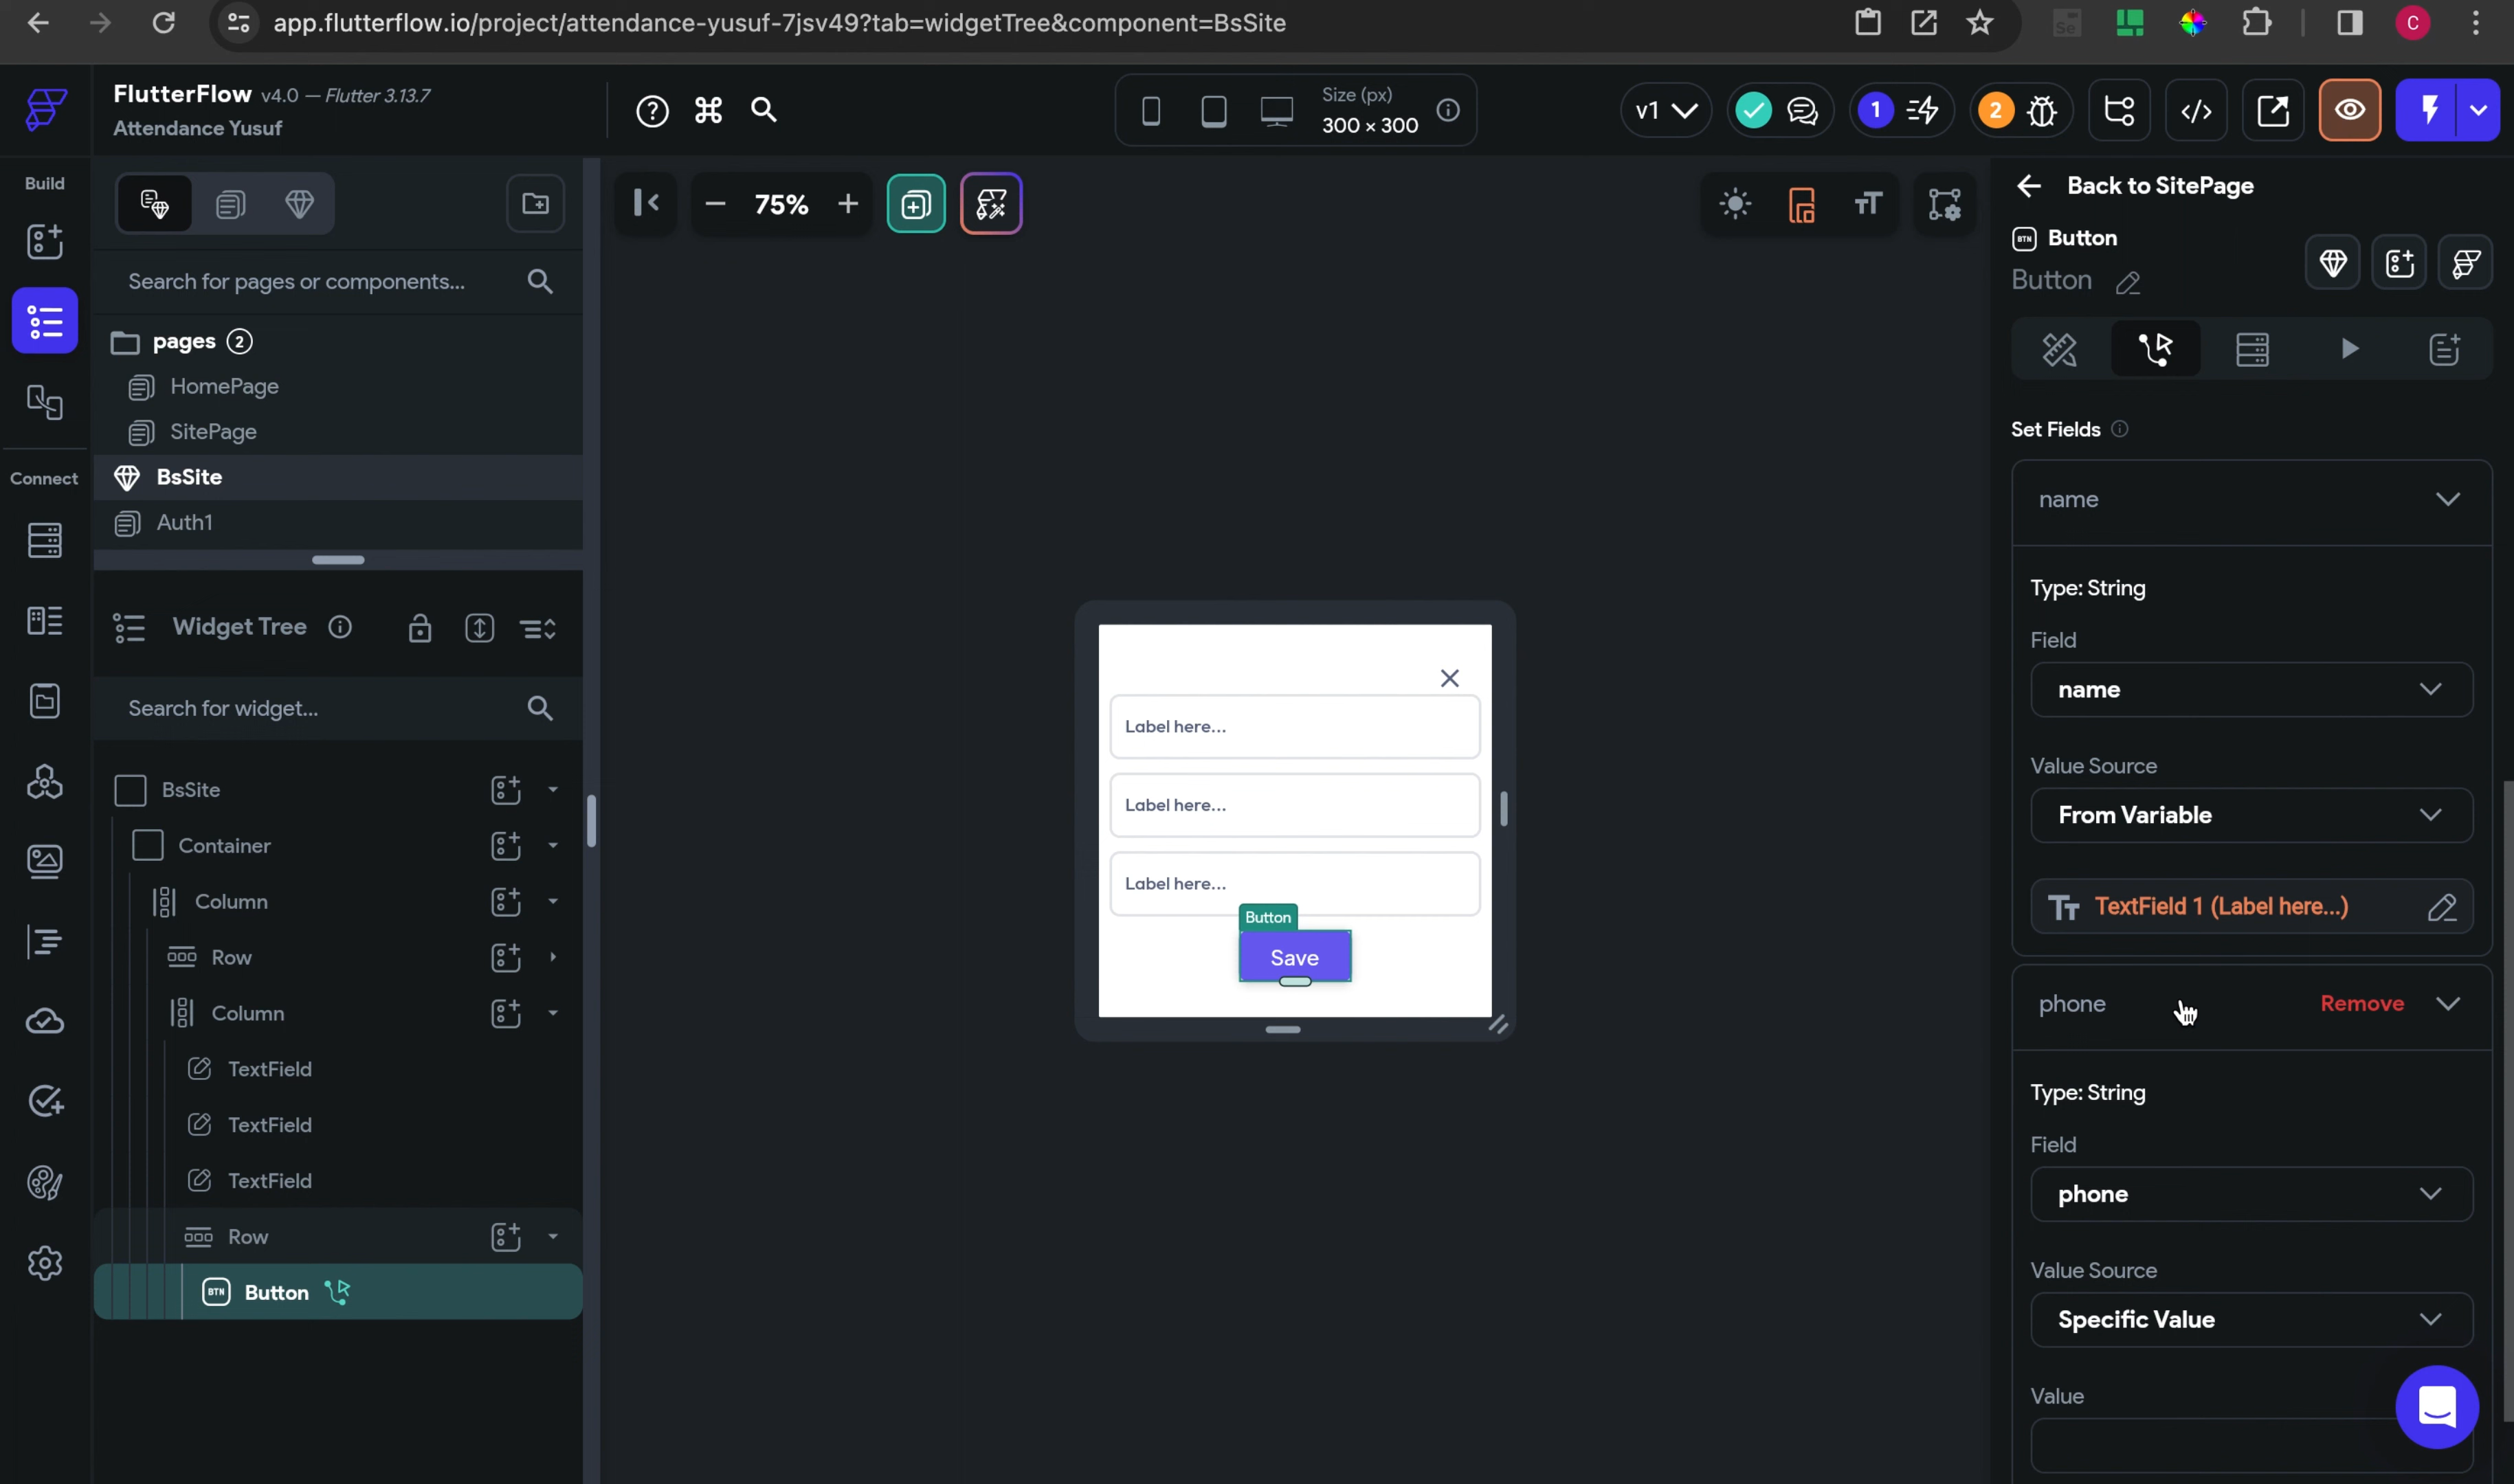 app.flutterflow.io/project/attendance-yusuf-7jsv49?tab=widgetTree&component=BsSite
C
FlutterFlow v4.0 — Flutter 3.13.7
Attendance Yusuf
Size (px)
300 × 300
v1
1
2
Build
Connect
Search for pages or components...
pages 2
HomePage
SitePage
BsSite
Auth1
Widget Tree
Search for widget...
BsSite
Container
Column
Row
Column
TextField
TextField
TextField
Row
BTN Button
75%
Label here...
Label here...
Label here...
Button
Save
Back to SitePage
BTN Button
Button
Set Fields
name
Type: String
Field
name
Value Source
From Variable
TextField 1 (Label here...)
phone
Remove
Type: String
Field
phone
Value Source
Specific Value
Value